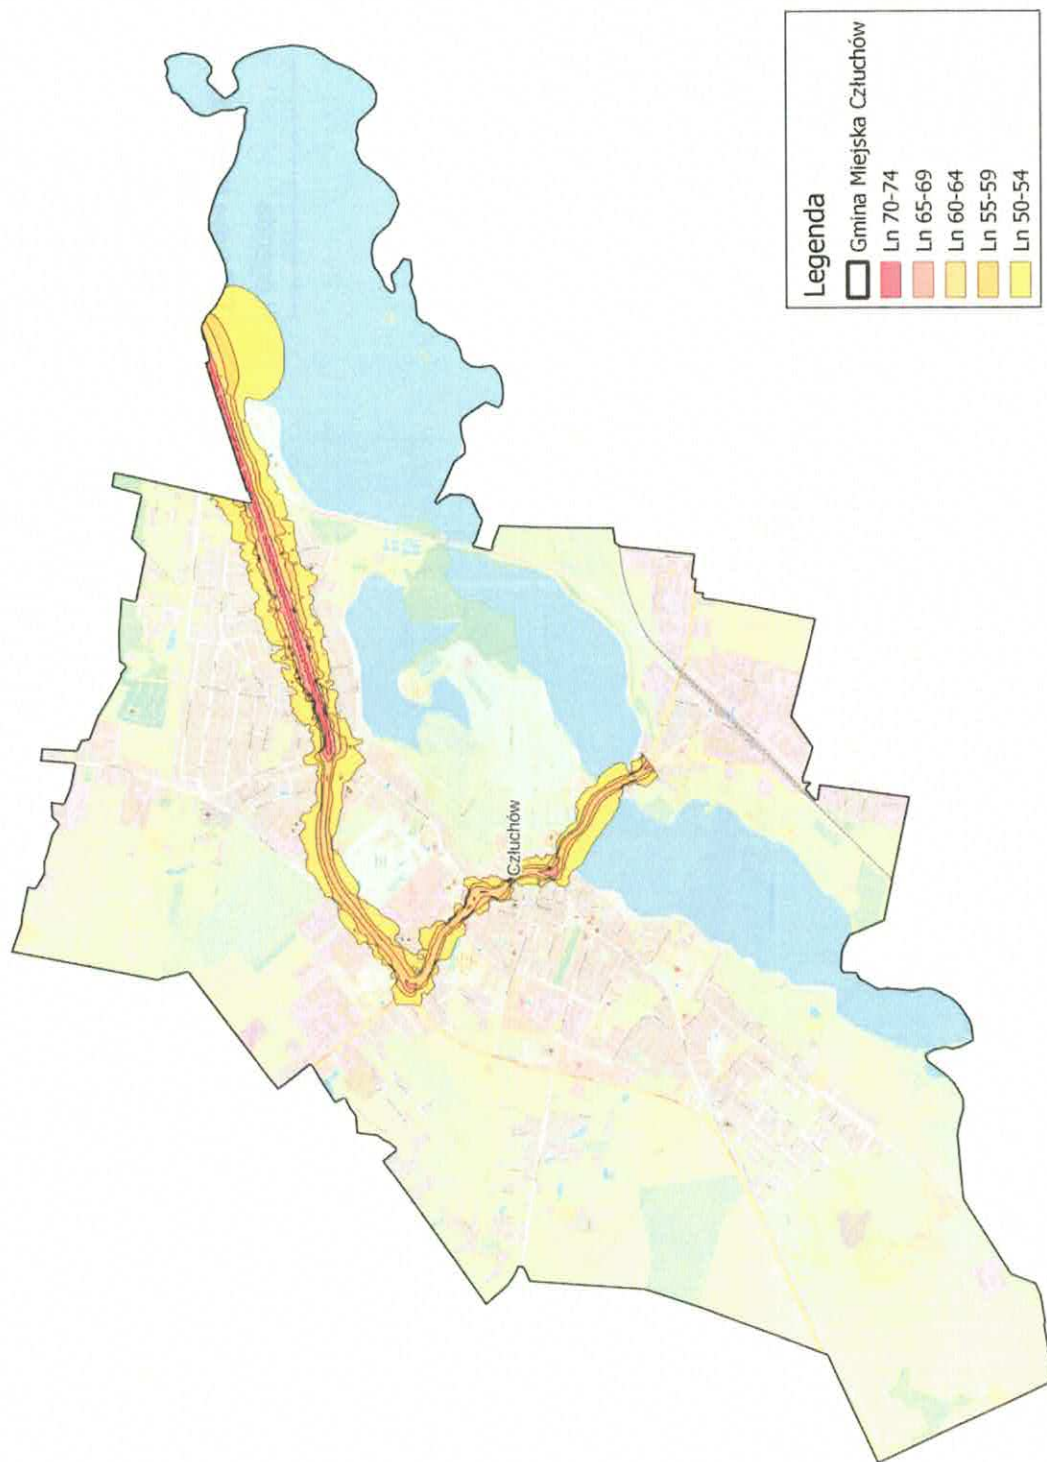 Legenda
Gmina Miejska Człuchów
Ln 70-74
Ln 65-69
Ln 60-64
Ln 55-59
Ln 50-54
Człuchów